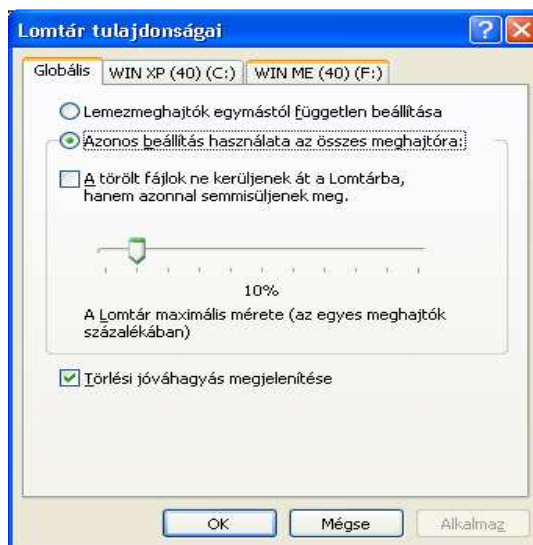 Lomtár tulajdonságai
Globális WIN XP (40) (C:) WIN ME (40) (F:)
Lemezmeghajtók egymástól független beállítása
Azonos beállítás használata az összes meghajtóra:
A törölt fájlok ne kerüljenek át a Lomtárba,
hanem azonnal semmisüljenek meg.
10%
A Lomtár maximális mérete (az egyes meghajtók
százalékában)
Törlési jóváhagyás megjelenítése
OK Mégse Alkalmaz